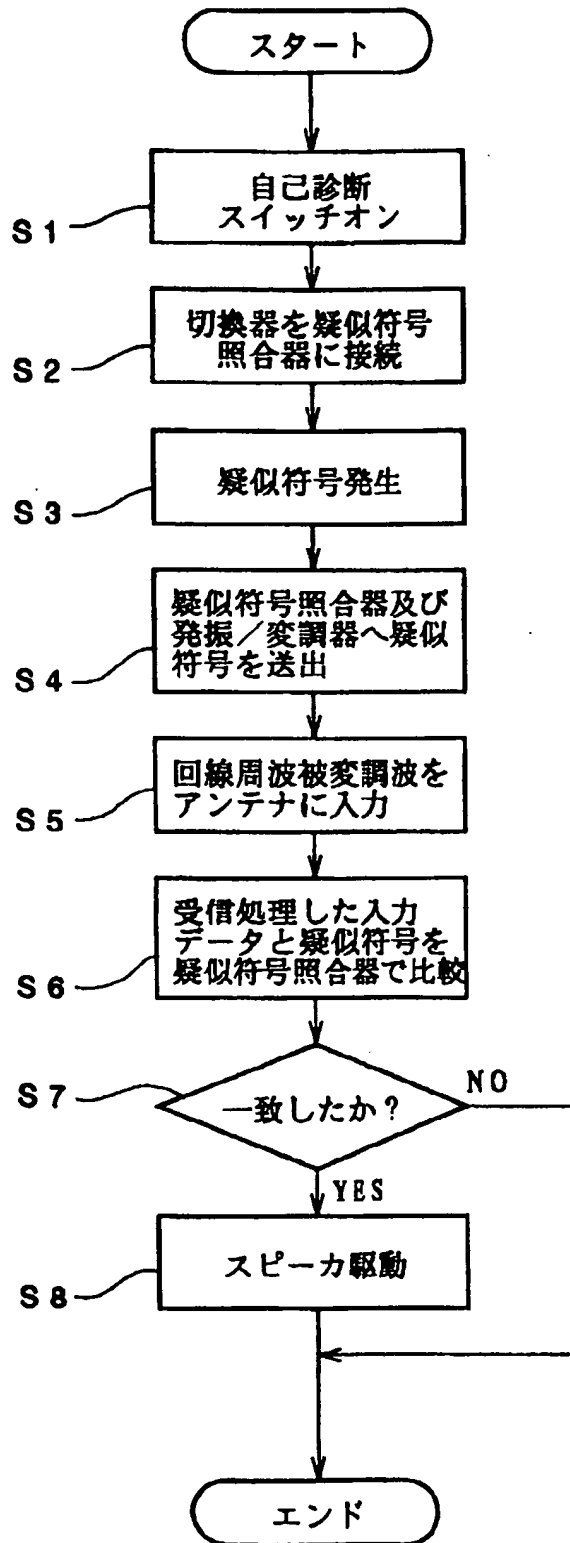 スタート
自己診断
スイッチオン
S1
切換器を疑似符号
照合器に接続
S2
疑似符号発生
S3
疑似符号照合器及び
発振／変調器へ疑似
符号を送出
S4
回線周波被変調波を
アンテナに入力
S5
受信処理した入力
データと疑似符号を
疑似符号照合器で比較
S6
S7
一致したか?
NO
YES
スピーカ駆動
S8
エンド